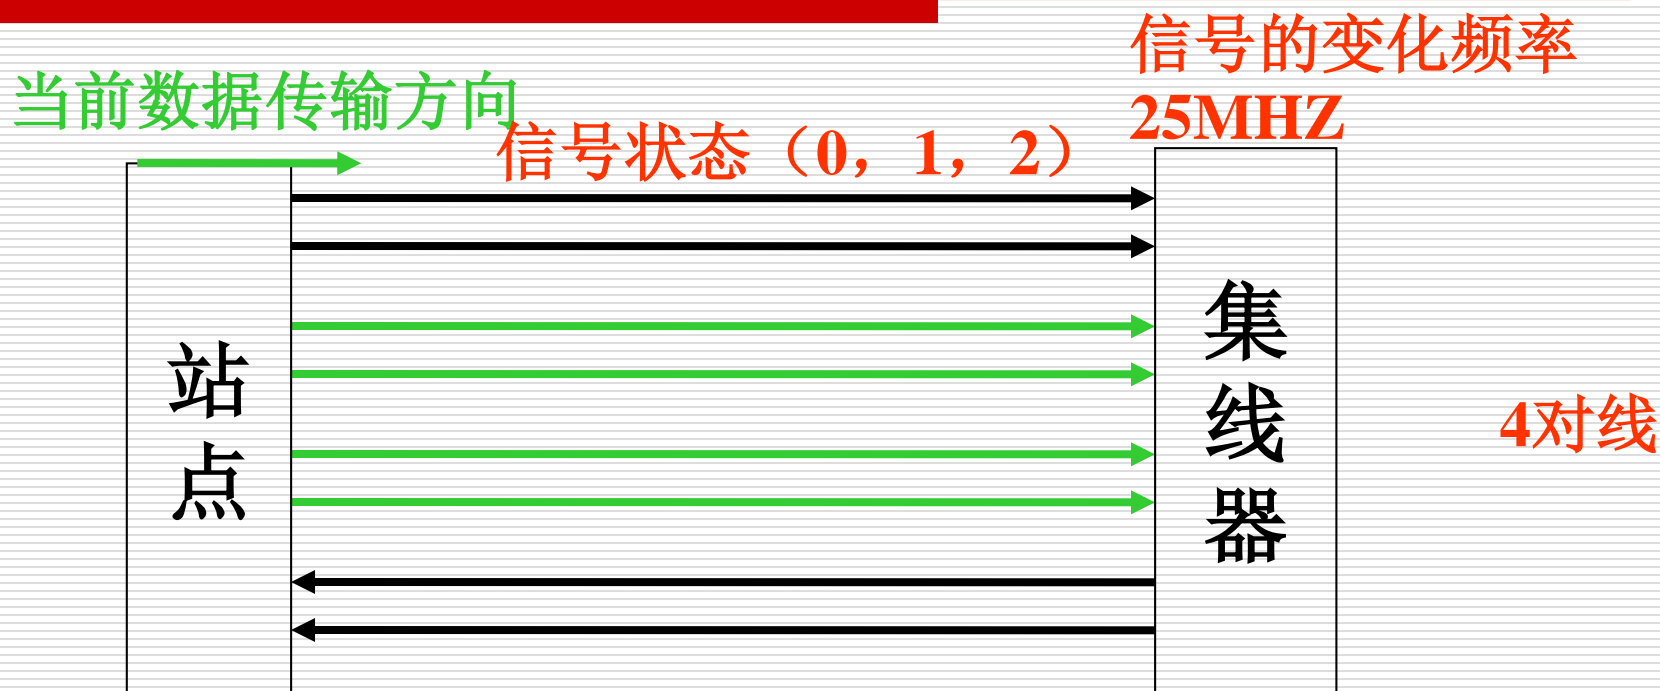 信号的变化频率
25MHZ
当前数据传输方向
信号状态（0，1，2）
站
点
集
线
器
4对线